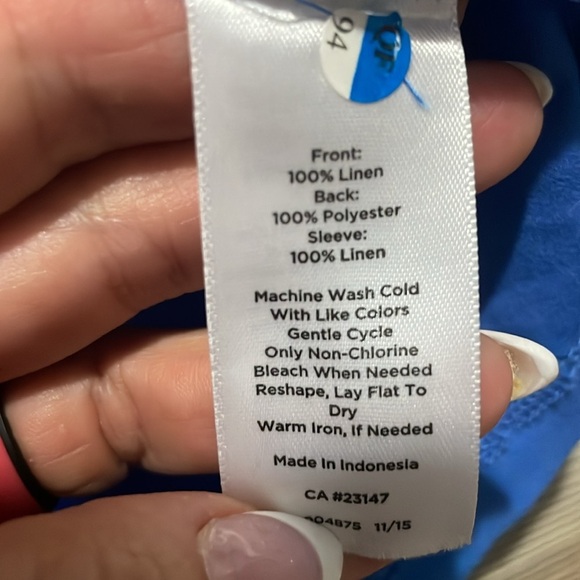 94
Front:
100% Linen
Back:
100% Polyester
Sleeve:
100% Linen
Machine Wash Cold
With Like Colors
Gentle Cycle
Only Non-Chlorine
Bleach When Needed
Reshape, Lay Flat To
Dry
Warm Iron, If Needed
Made In Indonesia
CA #23147
04875 11/15